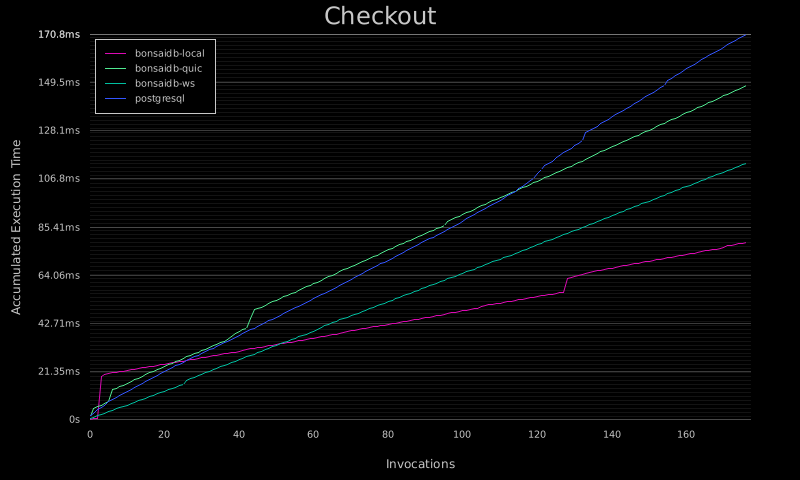 Checkout
170.8ms
149.5ms
128.1ms
106.8ms
85.41ms
64.06ms
42.71ms
21.35ms
0s
Accumulated Execution Time
bonsaidb-local
bonsaidb-quic
bonsaidb-ws
postgresql
0 20 40 60 80 100 120 140 160
Invocations